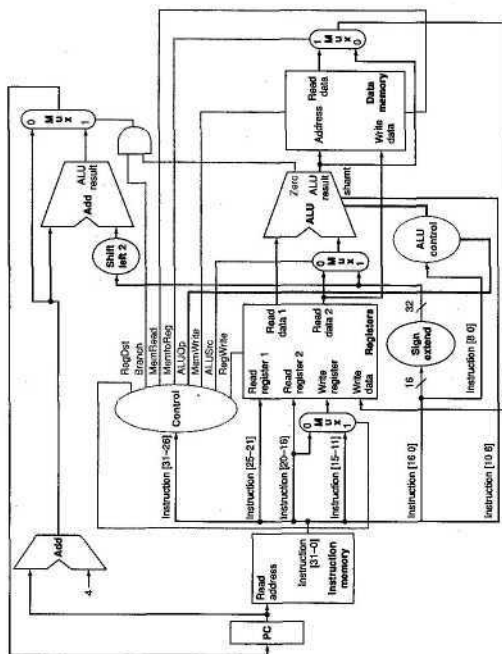 PC
4
Add
Read
address
Instruction
[31–0]
Instruction
memory
Instruction [31–26]
Instruction [25–21]
Instruction [20–16]
Instruction [15–11]
Instruction [16 0]
Instruction [10 6]
Instruction [8 0]
Control
RegDst
Branch
MemRead
MemtoReg
ALUOp
MemWrite
ALUSrc
RegWrite
0
M
u
x
1
Read
register 1
Read
register 2
Write
register
Write
data
Read
data 1
Read
data 2
Registers
16
Sign
extend
32
Shift
left 2
Add
ALU
result
0
M
u
x
1
0
M
u
x
1
Zero
ALU
ALU
result
shamt
ALU
control
Address
Read
data
Write
data
Data
memory
1
M
u
x
0